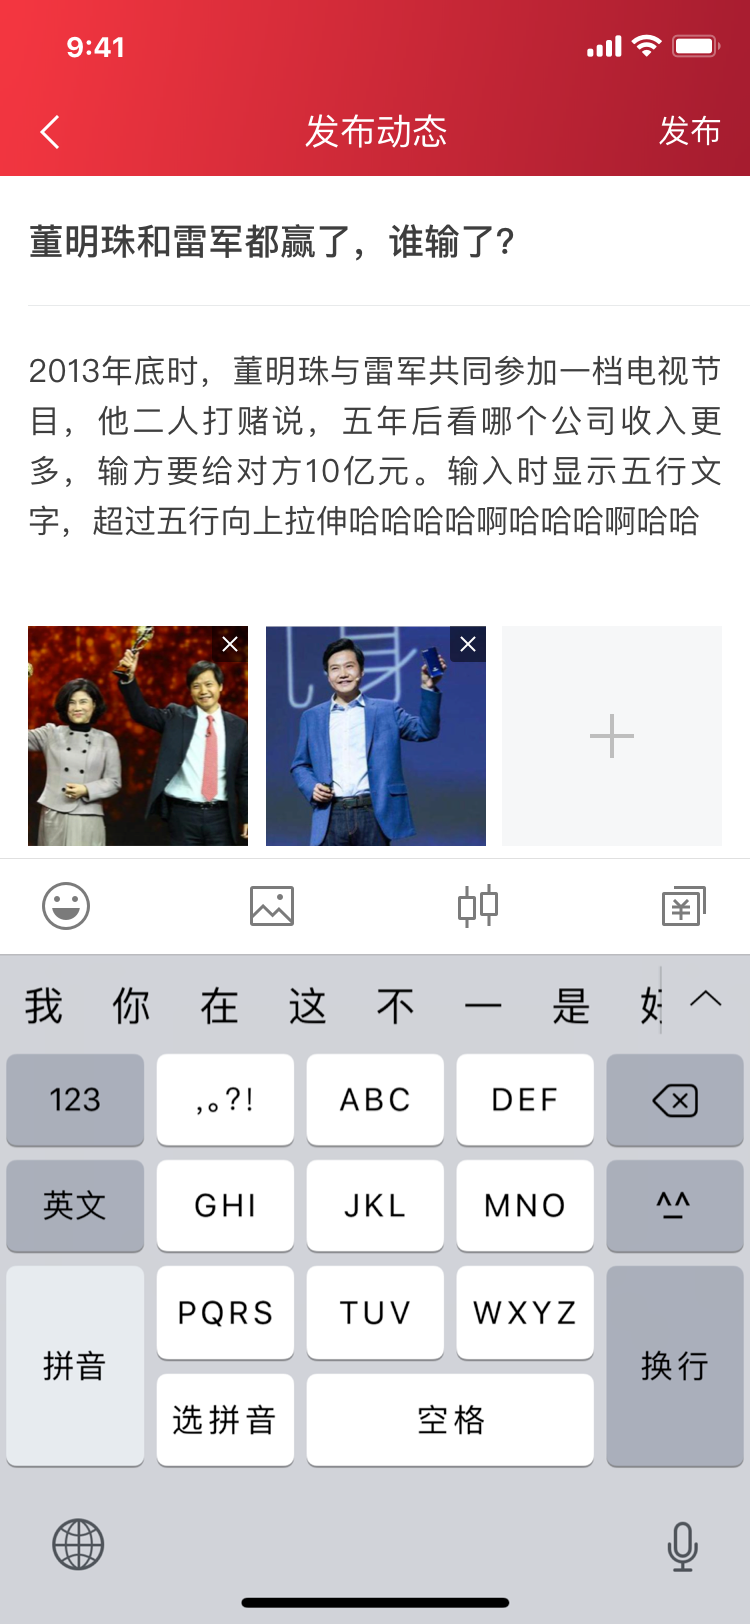 9:41
发布动态
发布
董明珠和雷军都赢了，谁输了?
2013年底时，董明珠与雷军共同参加一档电视节
目，他二人打赌说，五年后看哪个公司收入更
多，输方要给对方10亿元。输入时显示五行文
字，超过五行向上拉伸哈哈哈哈啊哈哈哈啊哈哈
我 你 在 这 不 一 是 好
123 ,。?! ABC DEF
英文 GHI JKL MNO ^^
拼音 PQRS TUV WXYZ 换行
选拼音 空格